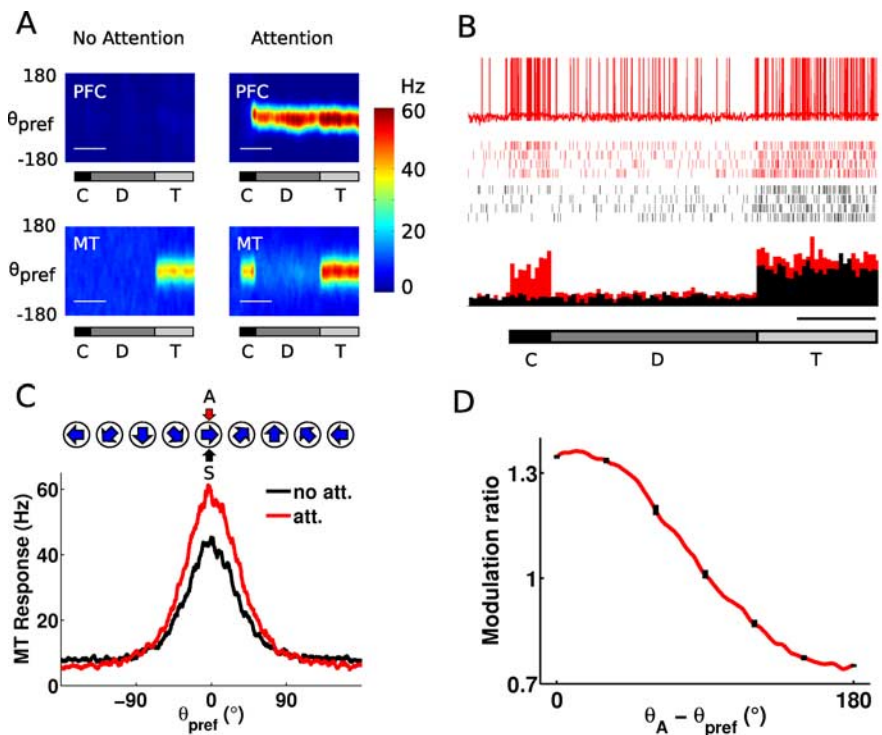 A
No Attention
Attention
180
θpref
-180
PFC
PFC
Hz
60
40
20
0
C D T
C D T
180
θpref
-180
MT
MT
C D T
C D T
B
C D T
C
A
S
no att.
att.
MT Response (Hz)
60
40
20
0
−90 0 90
θpref (°)
D
Modulation ratio
1.3
1
0.7
0 180
θA − θpref (°)